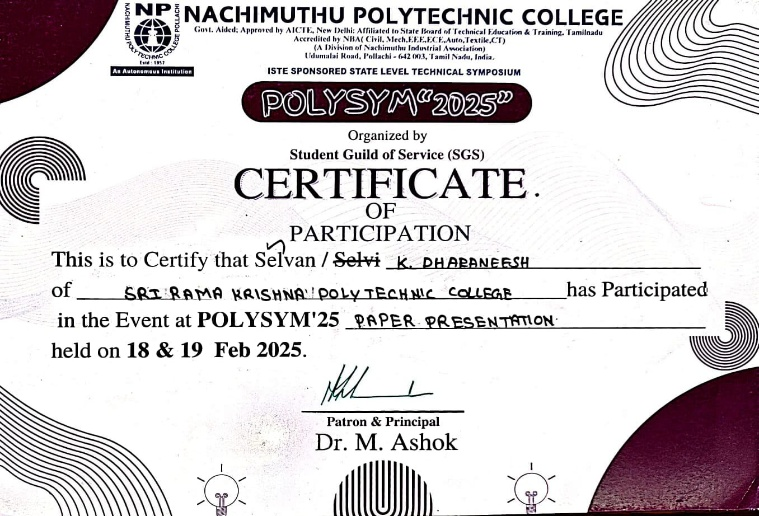 NP
NACHIMUTHU POLYTECHNIC COLLEGE POLLACHI
Estd : 1957
An Autonomous Institution
NACHIMUTHU POLYTECHNIC COLLEGE
Govt. Aided; Approved by AICTE, New Delhi; Affiliated to State Board of Technical Education & Training, Tamilnadu
Accredited by NBA( Civil, Mech,EEE,ECE,Auto,Textile,CT)
(A Division of Nachimuthu Industrial Association)
Udumalai Road, Pollachi - 642 003, Tamil Nadu, India.
ISTE SPONSORED STATE LEVEL TECHNICAL SYMPOSIUM
POLYSYM“2025”
Organized by
Student Guild of Service (SGS)
CERTIFICATE.
OF
PARTICIPATION
This is to Certify that Selvan / Selvi K. DHARANEESH
of SRI RAMA KRISHNA POLYTECHNIC COLLEGE has Participated
in the Event at POLYSYM'25 PAPER PRESENTATION
held on 18 & 19 Feb 2025.
Patron & Principal
Dr. M. Ashok